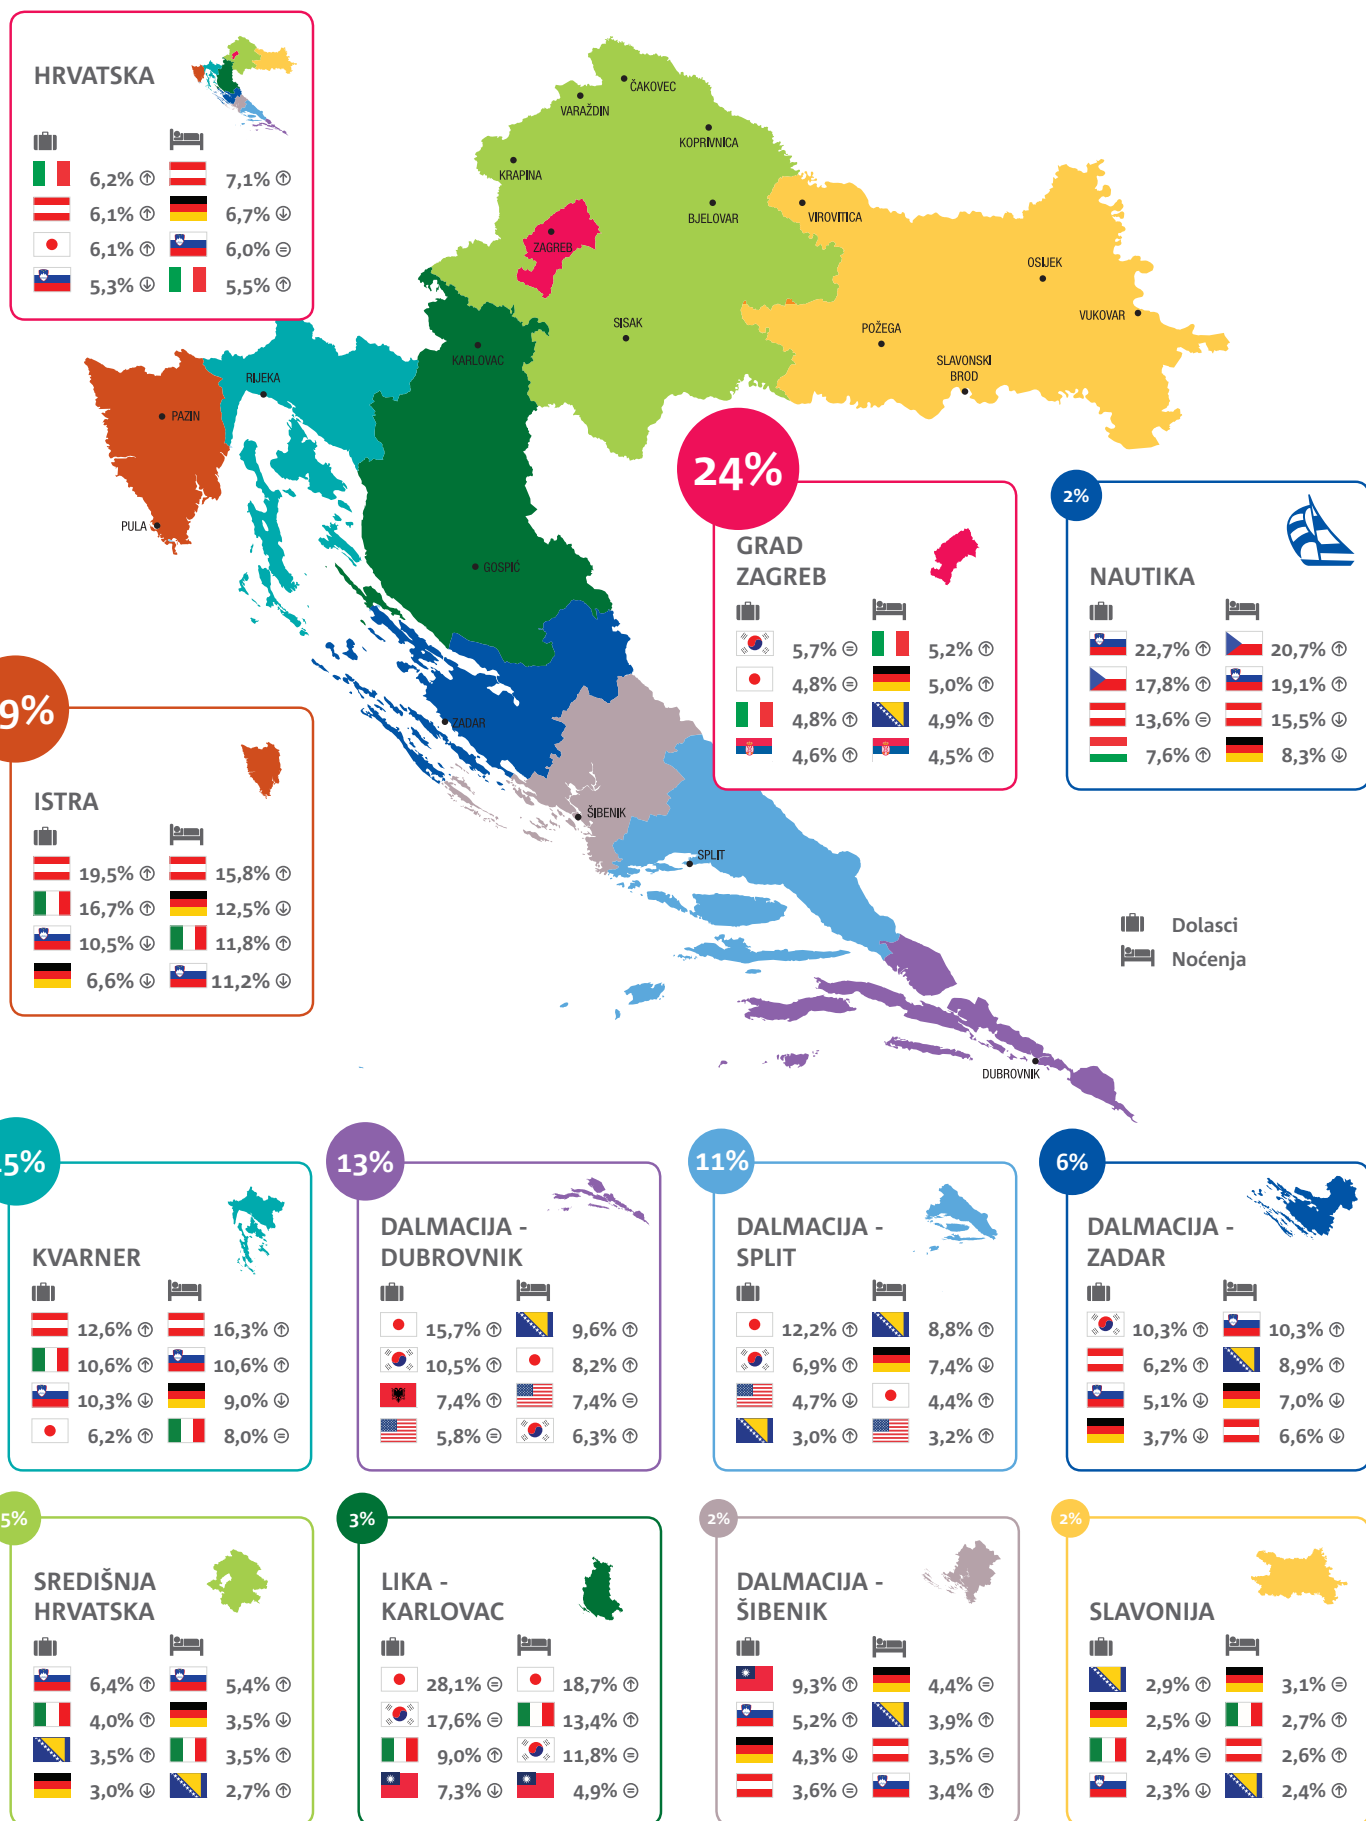 HRVATSKA
6,2% 7,1%
6,1% 6,7%
6,1% 6,0%
5,3% 5,5%
ČAKOVEC
VARAŽDIN
KOPRIVNICA
KRAPINA
BJELOVAR
VIROVITICA
ZAGREB
OSIJEK
VUKOVAR
SISAK
POŽEGA
KARLOVAC
SLAVONSKI
BROD
RIJEKA
PAZIN
PULA
GOSPIĆ
ZADAR
ŠIBENIK
SPLIT
DUBROVNIK
24%
GRAD
ZAGREB
5,7% 5,2%
4,8% 5,0%
4,8% 4,9%
4,6% 4,5%
2%
NAUTIKA
22,7% 20,7%
17,8% 19,1%
13,6% 15,5%
7,6% 8,3%
9%
ISTRA
19,5% 15,8%
16,7% 12,5%
10,5% 11,8%
6,6% 11,2%
Dolasci
Noćenja
5%
KVARNER
12,6% 16,3%
10,6% 10,6%
10,3% 9,0%
6,2% 8,0%
13%
DALMACIJA -
DUBROVNIK
15,7% 9,6%
10,5% 8,2%
7,4% 7,4%
5,8% 6,3%
11%
DALMACIJA -
SPLIT
12,2% 8,8%
6,9% 7,4%
4,7% 4,4%
3,0% 3,2%
6%
DALMACIJA -
ZADAR
10,3% 10,3%
6,2% 8,9%
5,1% 7,0%
3,7% 6,6%
5%
SREDIŠNJA
HRVATSKA
6,4% 5,4%
4,0% 3,5%
3,5% 3,5%
3,0% 2,7%
3%
LIKA -
KARLOVAC
28,1% 18,7%
17,6% 13,4%
9,0% 11,8%
7,3% 4,9%
2%
DALMACIJA -
ŠIBENIK
9,3% 4,4%
5,2% 3,9%
4,3% 3,5%
3,6% 3,4%
2%
SLAVONIJA
2,9% 3,1%
2,5% 2,7%
2,4% 2,6%
2,3% 2,4%